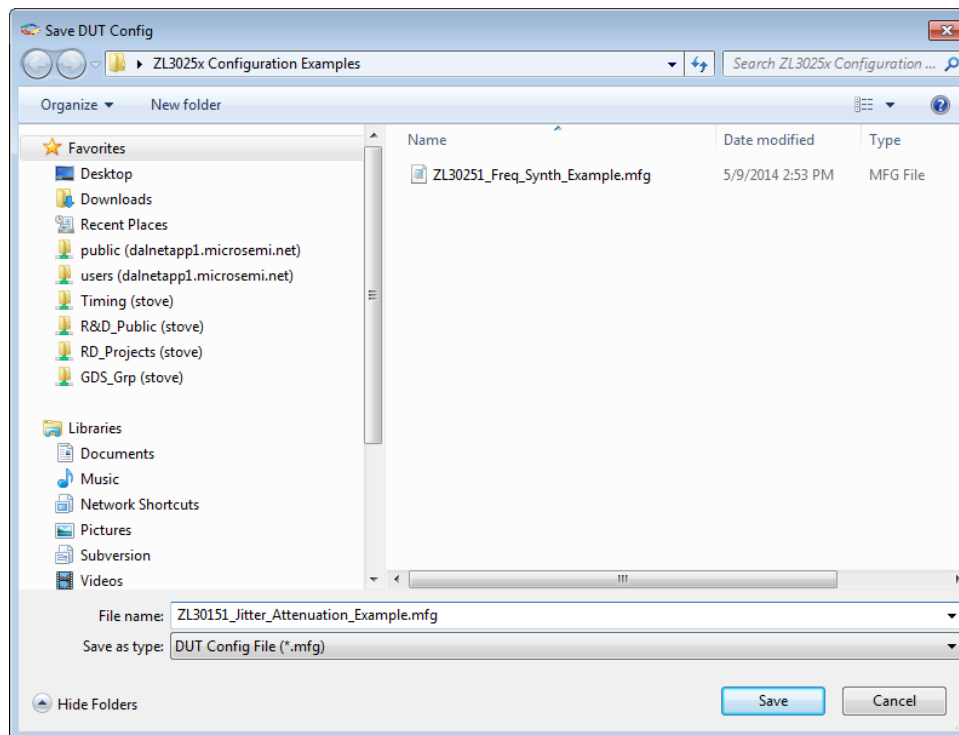 Save DUT Config
ZL3025x Configuration Examples
Search ZL3025x Configuration ...
Organize
New folder
Favorites
Desktop
Downloads
Recent Places
public (dalnetapp1.microsemi.net)
users (dalnetapp1.microsemi.net)
Timing (stove)
R&D_Public (stove)
RD_Projects (stove)
GDS_Grp (stove)
Libraries
Documents
Music
Network Shortcuts
Pictures
Subversion
Videos
Name Date modified Type
ZL30251_Freq_Synth_Example.mfg 5/9/2014 2:53 PM MFG File
File name: ZL30151_Jitter_Attenuation_Example.mfg
Save as type: DUT Config File (*.mfg)
Hide Folders
Save
Cancel